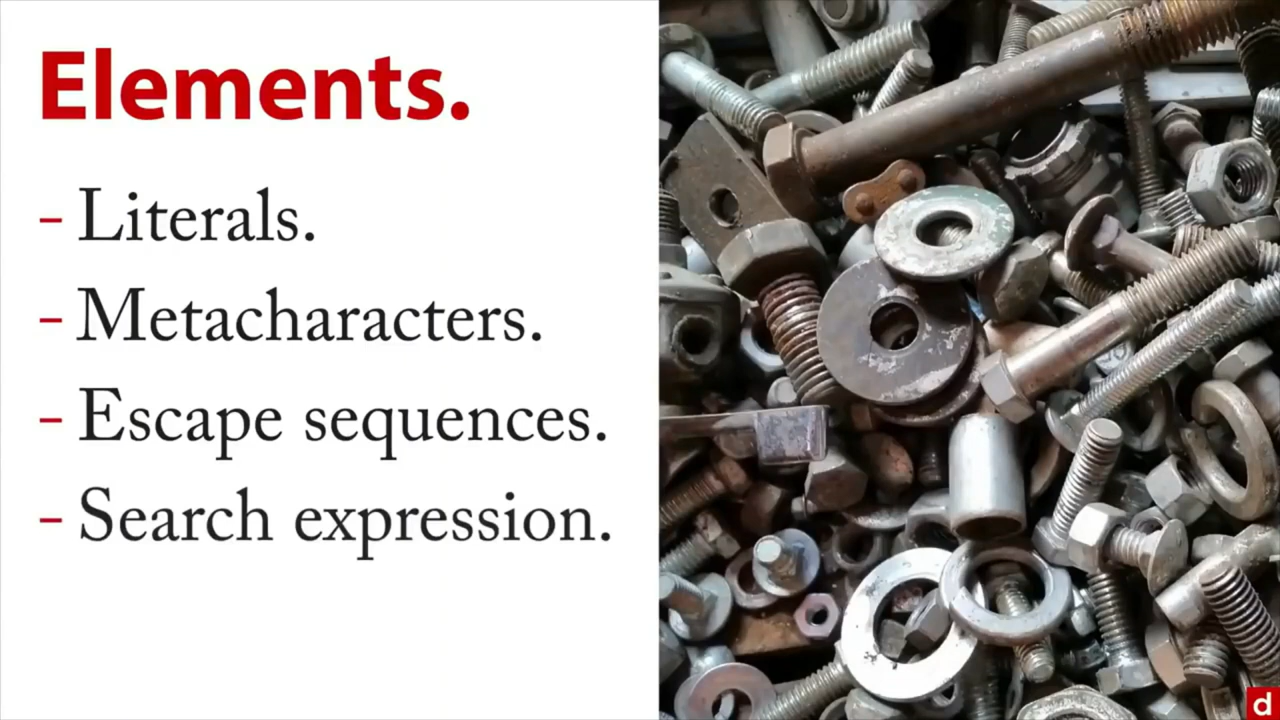 Elements.
– Literals.
– Metacharacters.
– Escape sequences.
– Search expression.
d